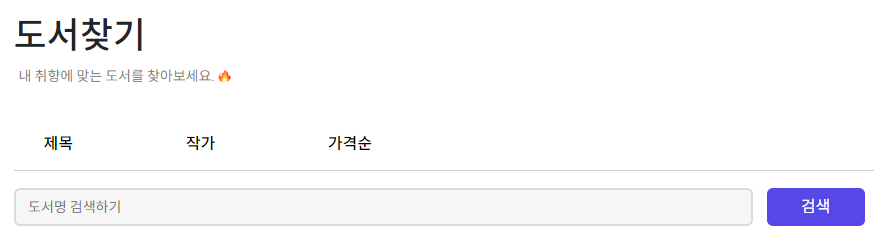 도서찾기
내 취향에 맞는 도서를 찾아보세요. 🔥
제목 작가 가격순
도서명 검색하기 검색